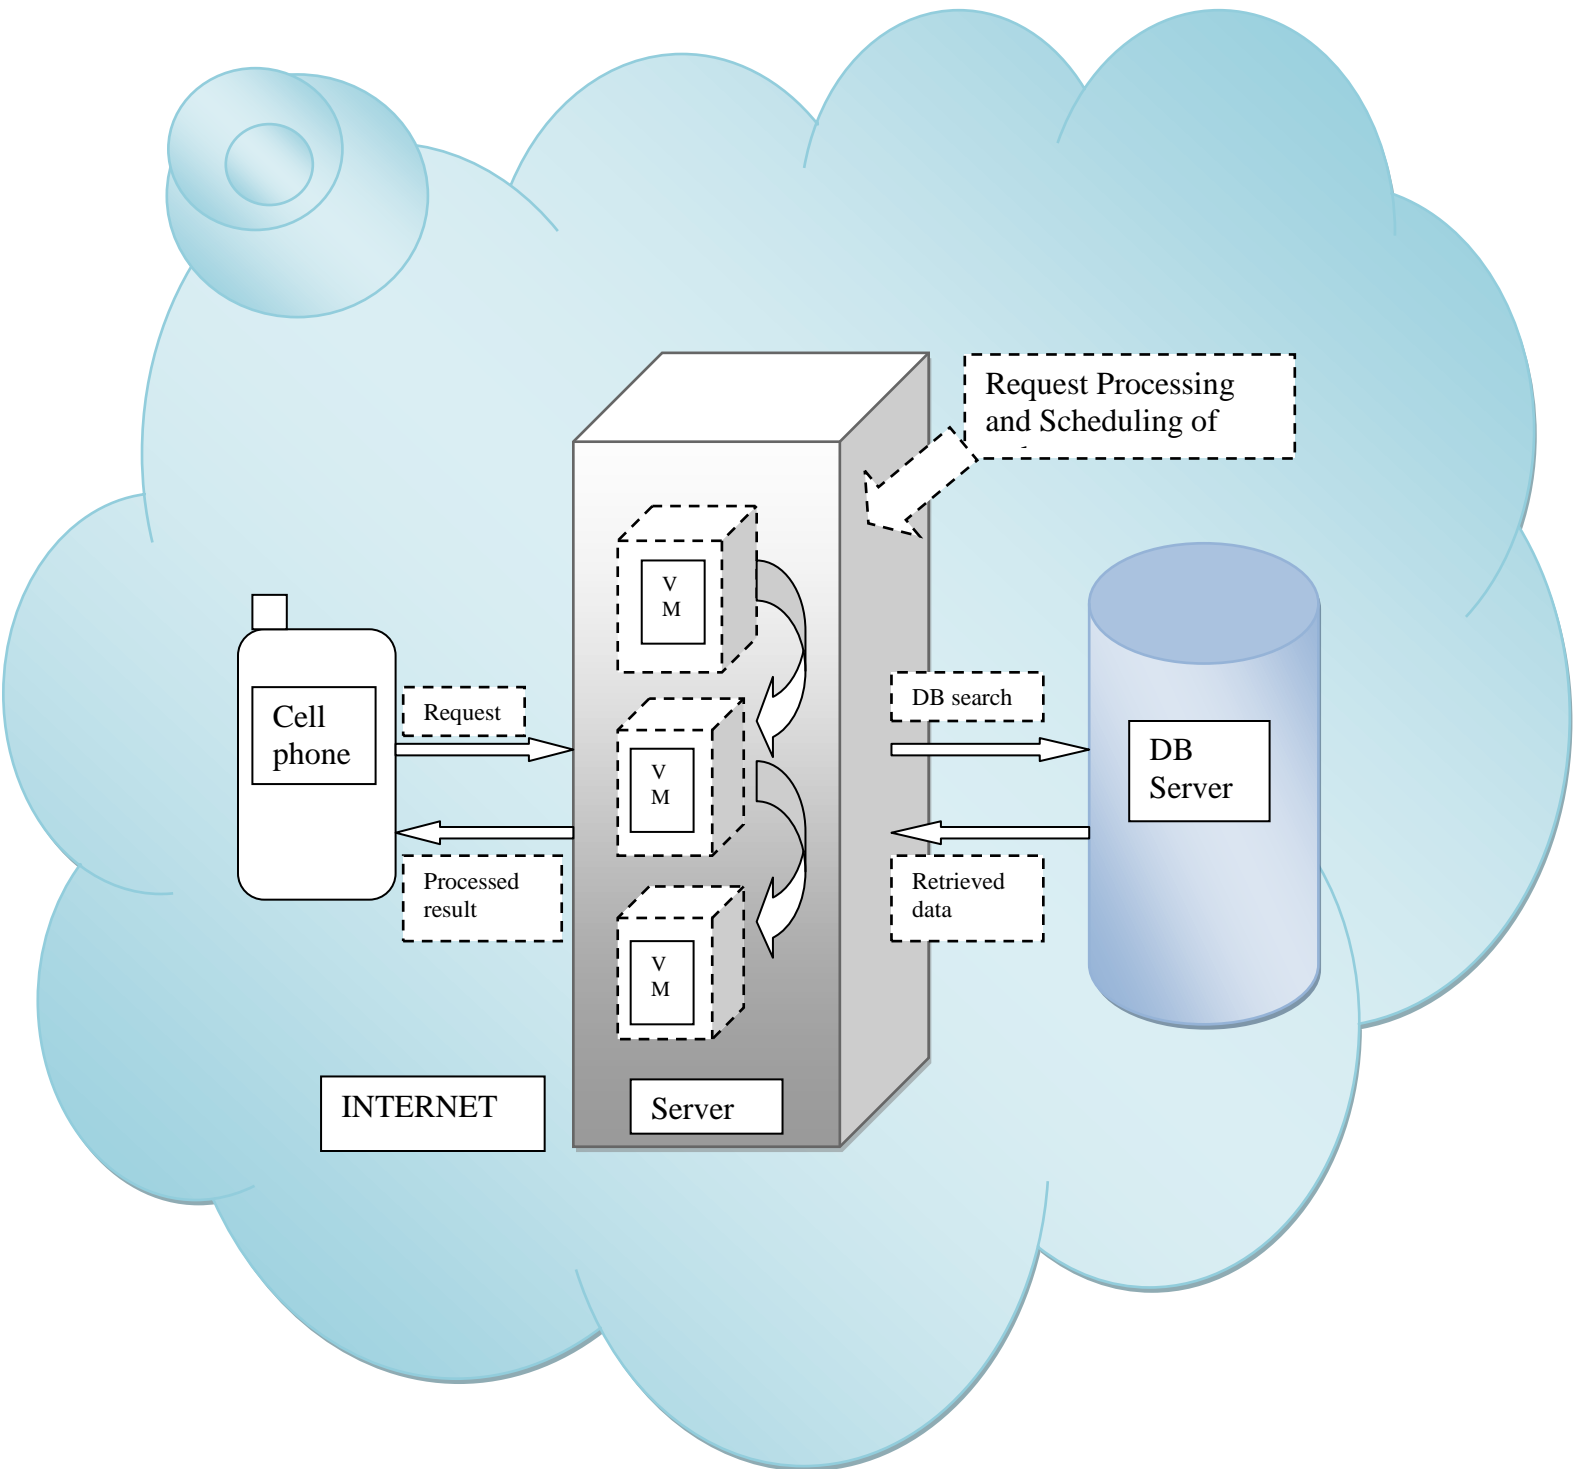 Request Processing
and Scheduling of
V
M
Cell
phone
Request
DB search
V
M
DB
Server
Processed
result
Retrieved
data
V
M
INTERNET
Server